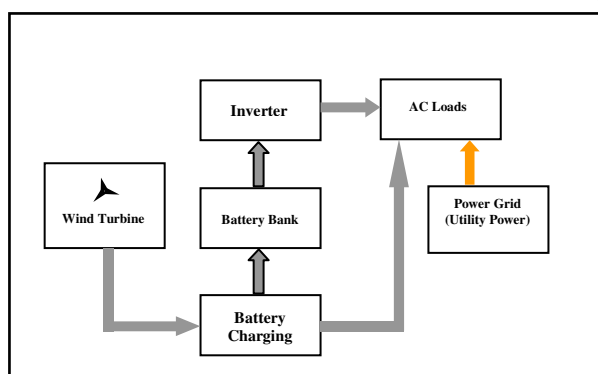 Inverter
AC Loads
Wind Turbine
Battery Bank
Power Grid
(Utility Power)
Battery
Charging